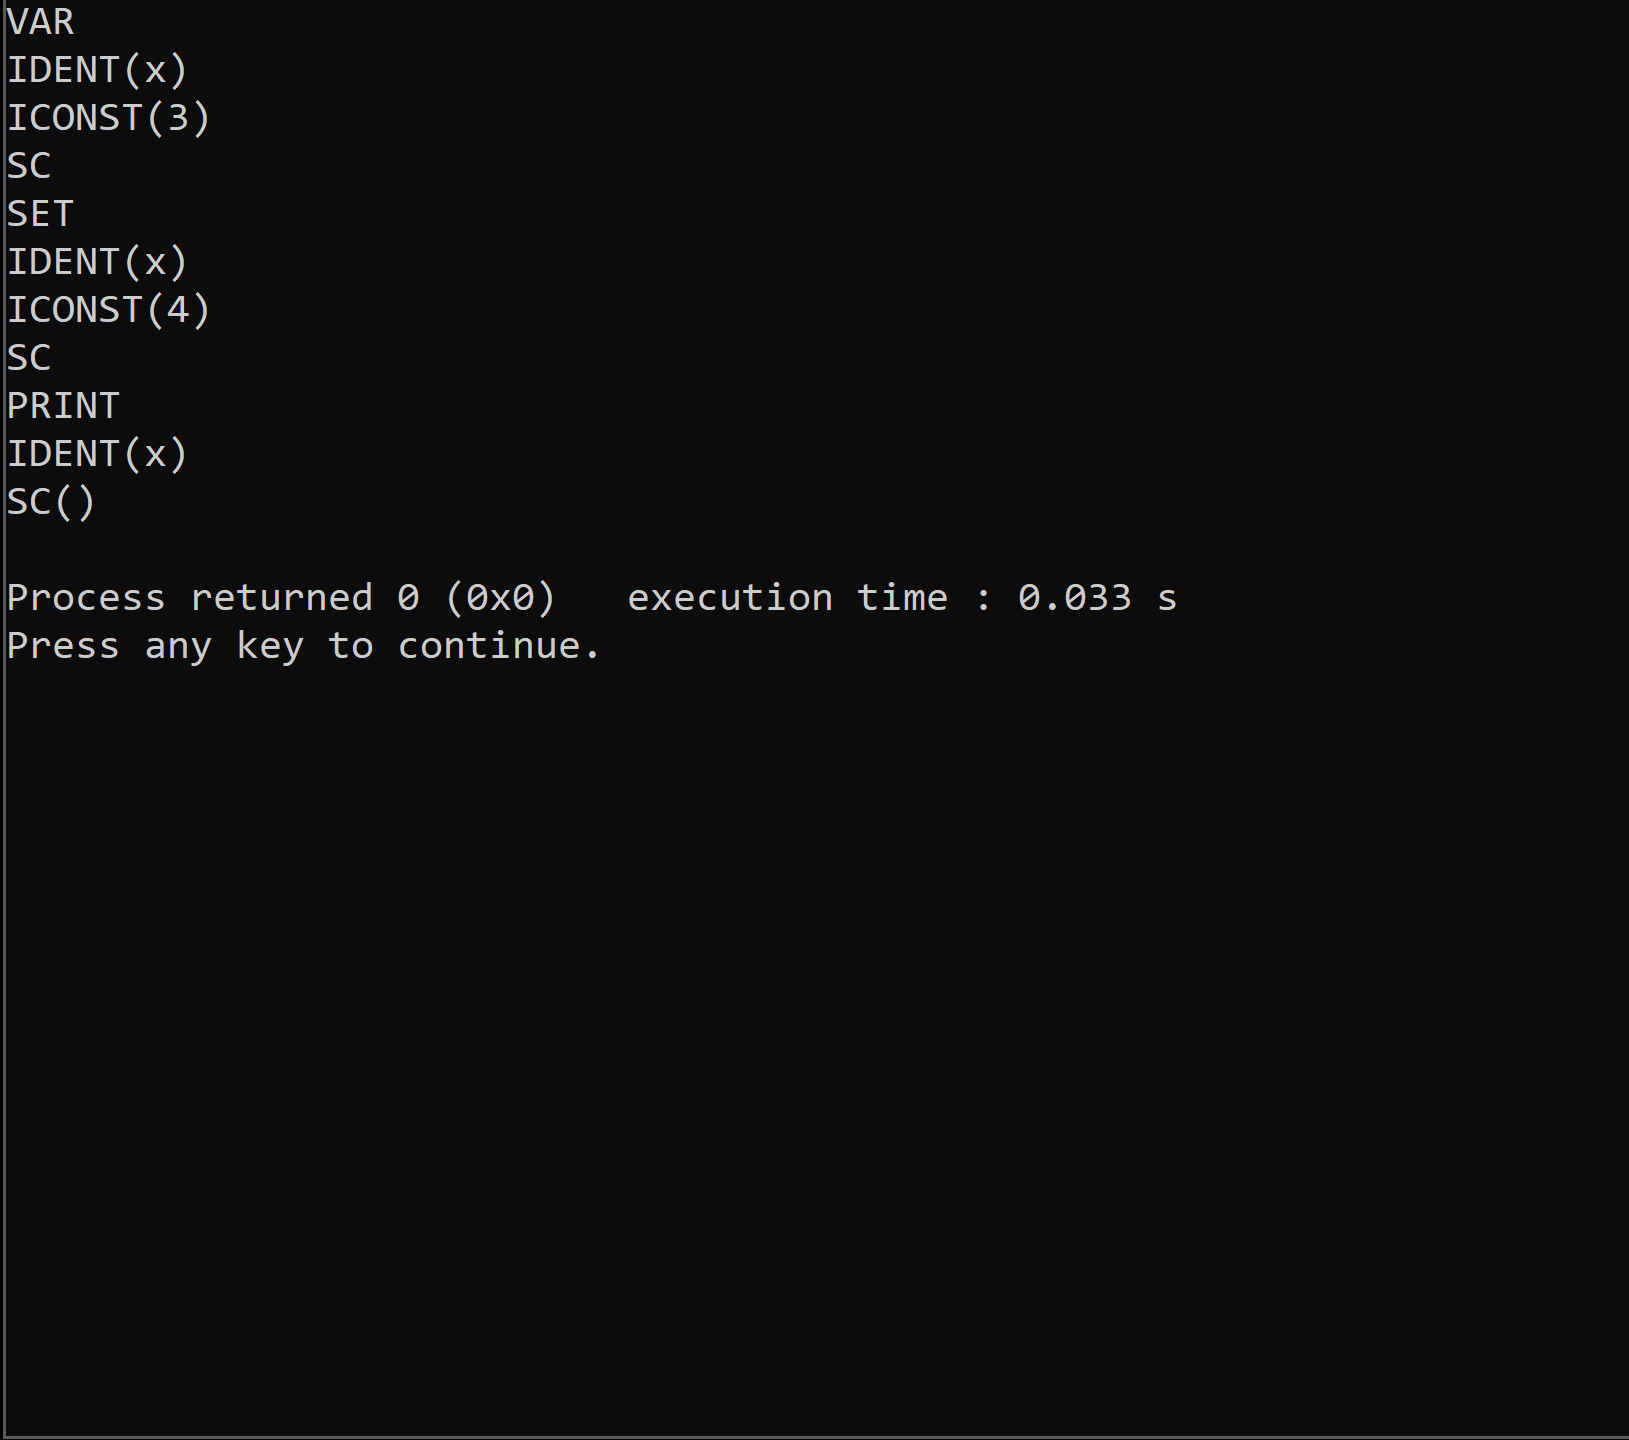 VAR
IDENT(x)
ICONST(3)
SC
SET
IDENT(x)
ICONST(4)
SC
PRINT
IDENT(x)
SC()
Process returned 0 (0x0)   execution time : 0.033 s
Press any key to continue.